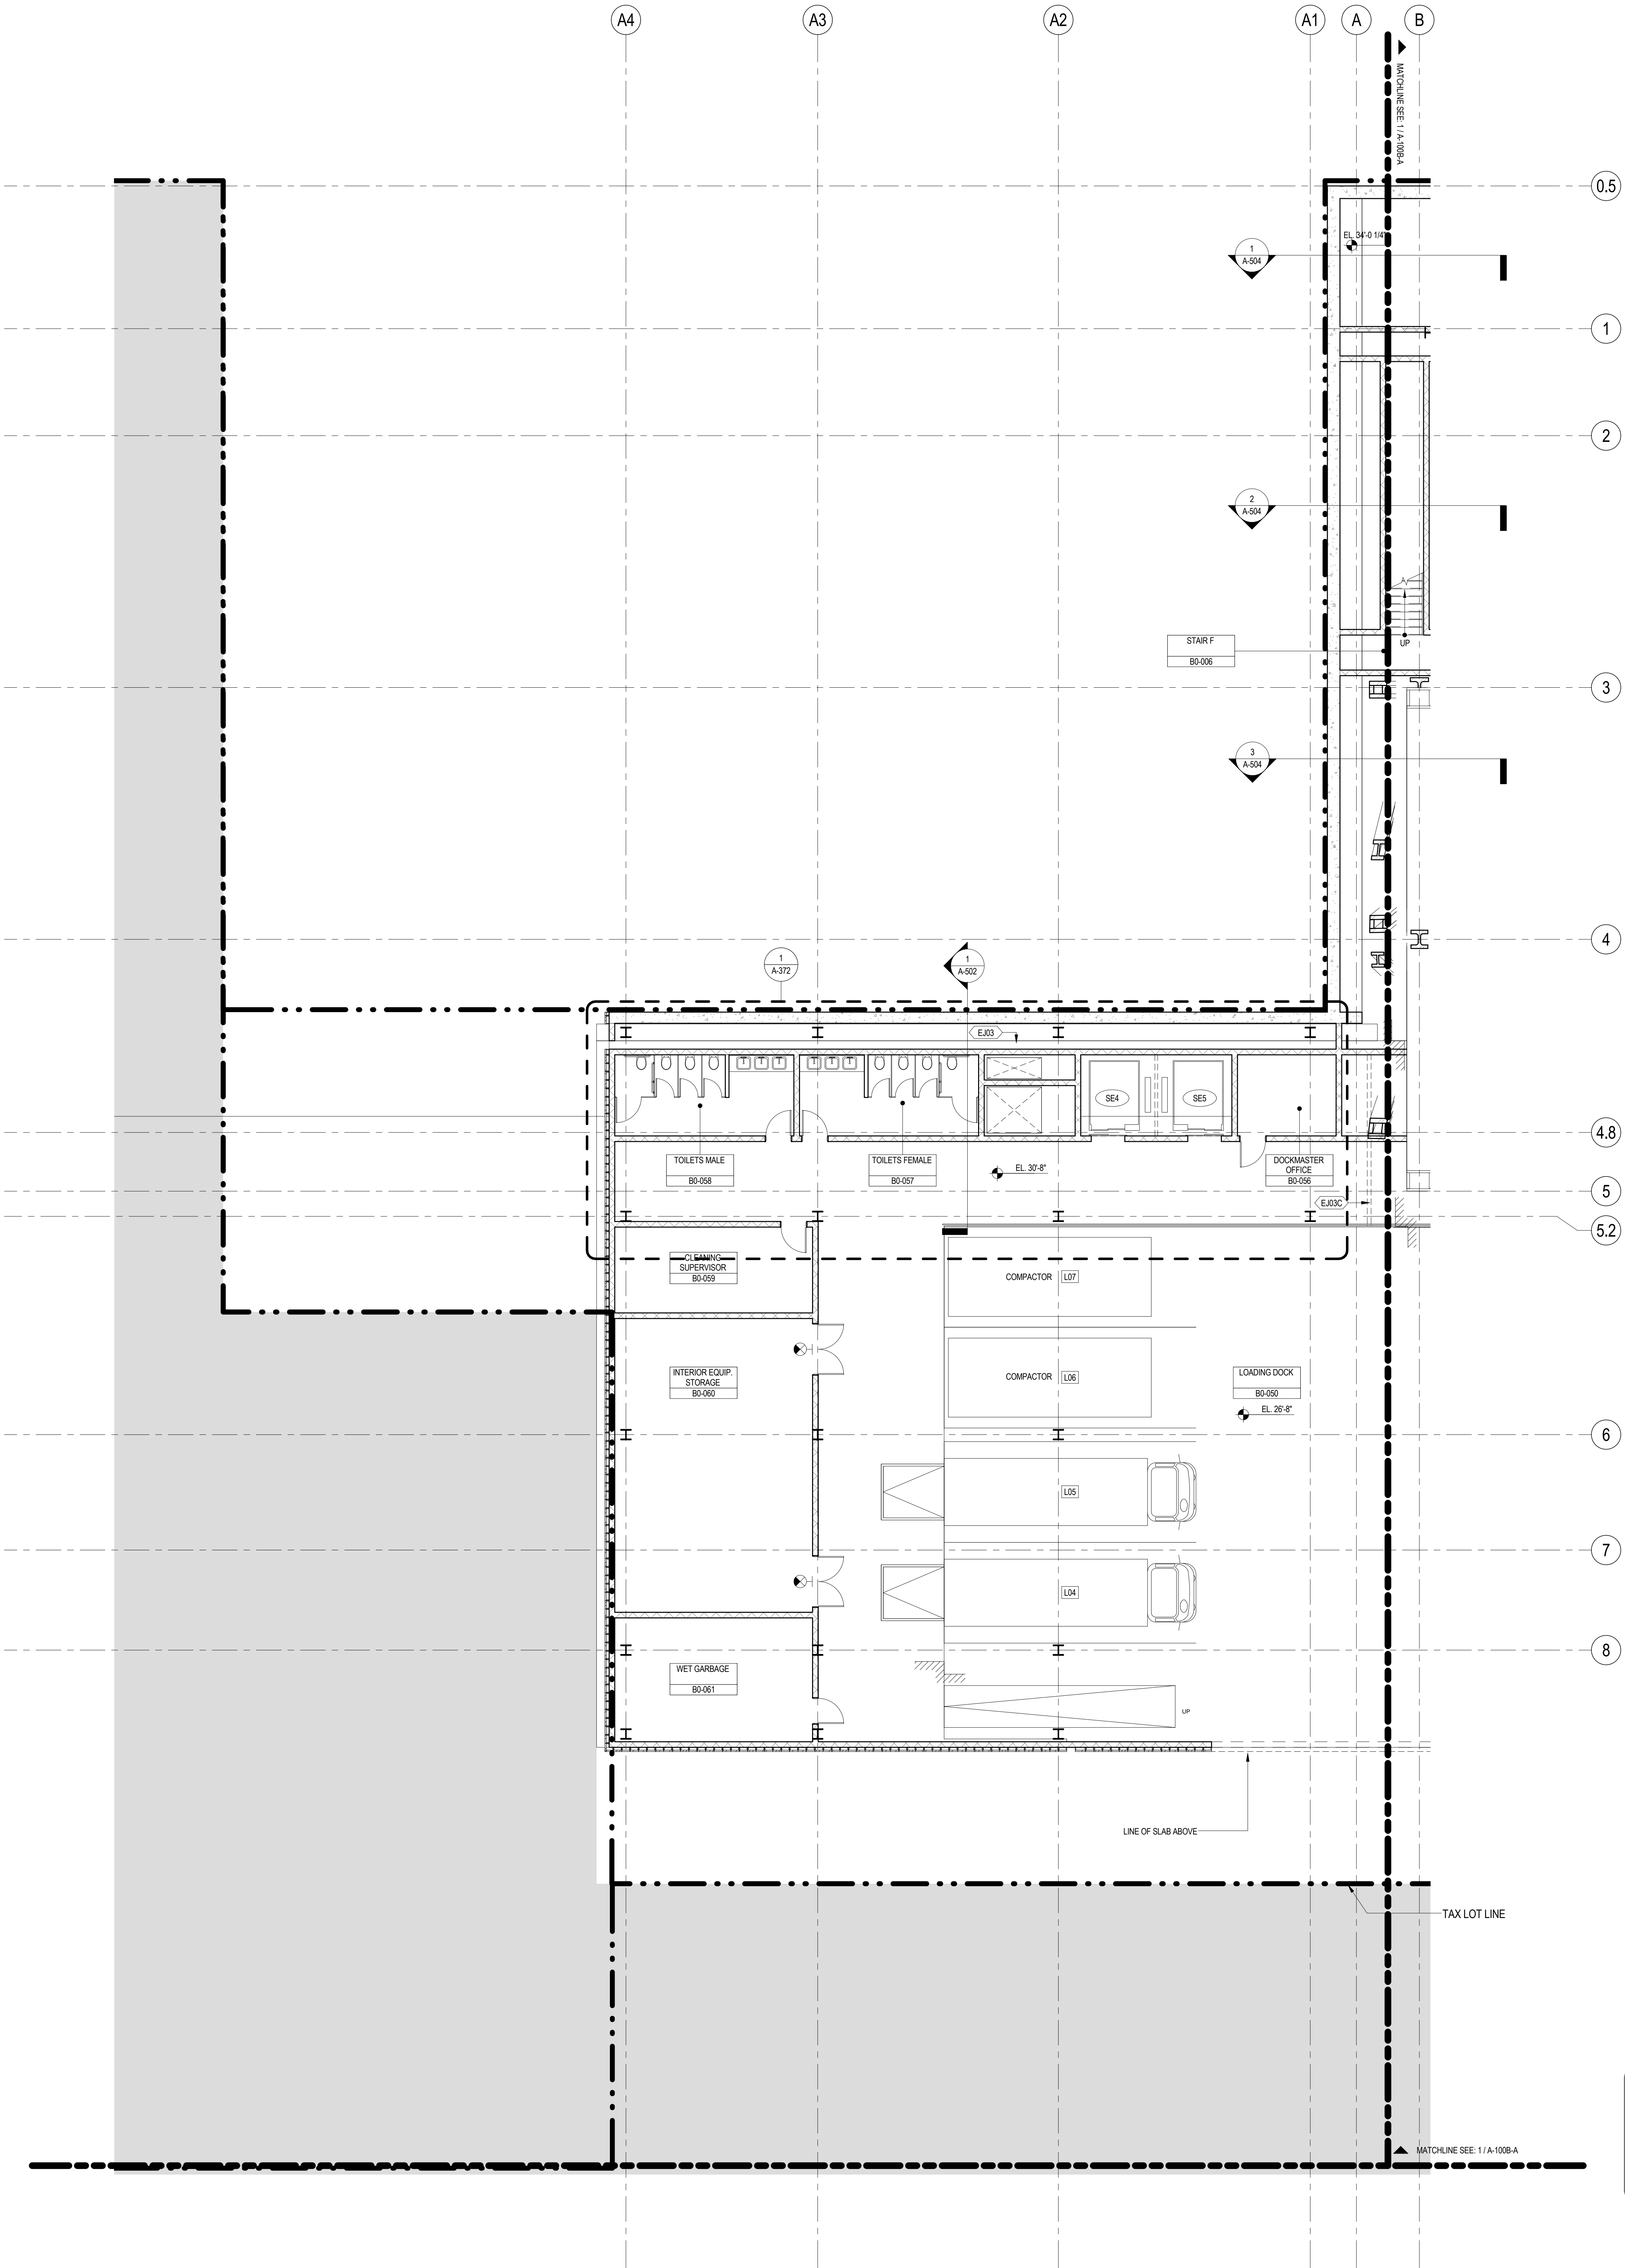 A4
A3
A2
A1
A
B
MATCHLINE SEE: 1 / A-100B-A
0.5
EL. 34'-0 1/4"
1
A-504
1
2
2
A-504
UP
STAIR F
B0-006
3
3
A-504
4
1
A-372
1
A-502
EJ03
SE4
SE5
4.8
TOILETS MALE
B0-058
TOILETS FEMALE
B0-057
EL. 30'-8"
DOCKMASTER
OFFICE
B0-056
5
EJ03C
5.2
CLEANING
SUPERVISOR
B0-059
COMPACTOR
L07
INTERIOR EQUIP.
STORAGE
B0-060
COMPACTOR
L06
LOADING DOCK
B0-050
EL. 26'-8"
6
L05
7
L04
8
WET GARBAGE
B0-061
UP
LINE OF SLAB ABOVE
TAX LOT LINE
MATCHLINE SEE: 1 / A-100B-A